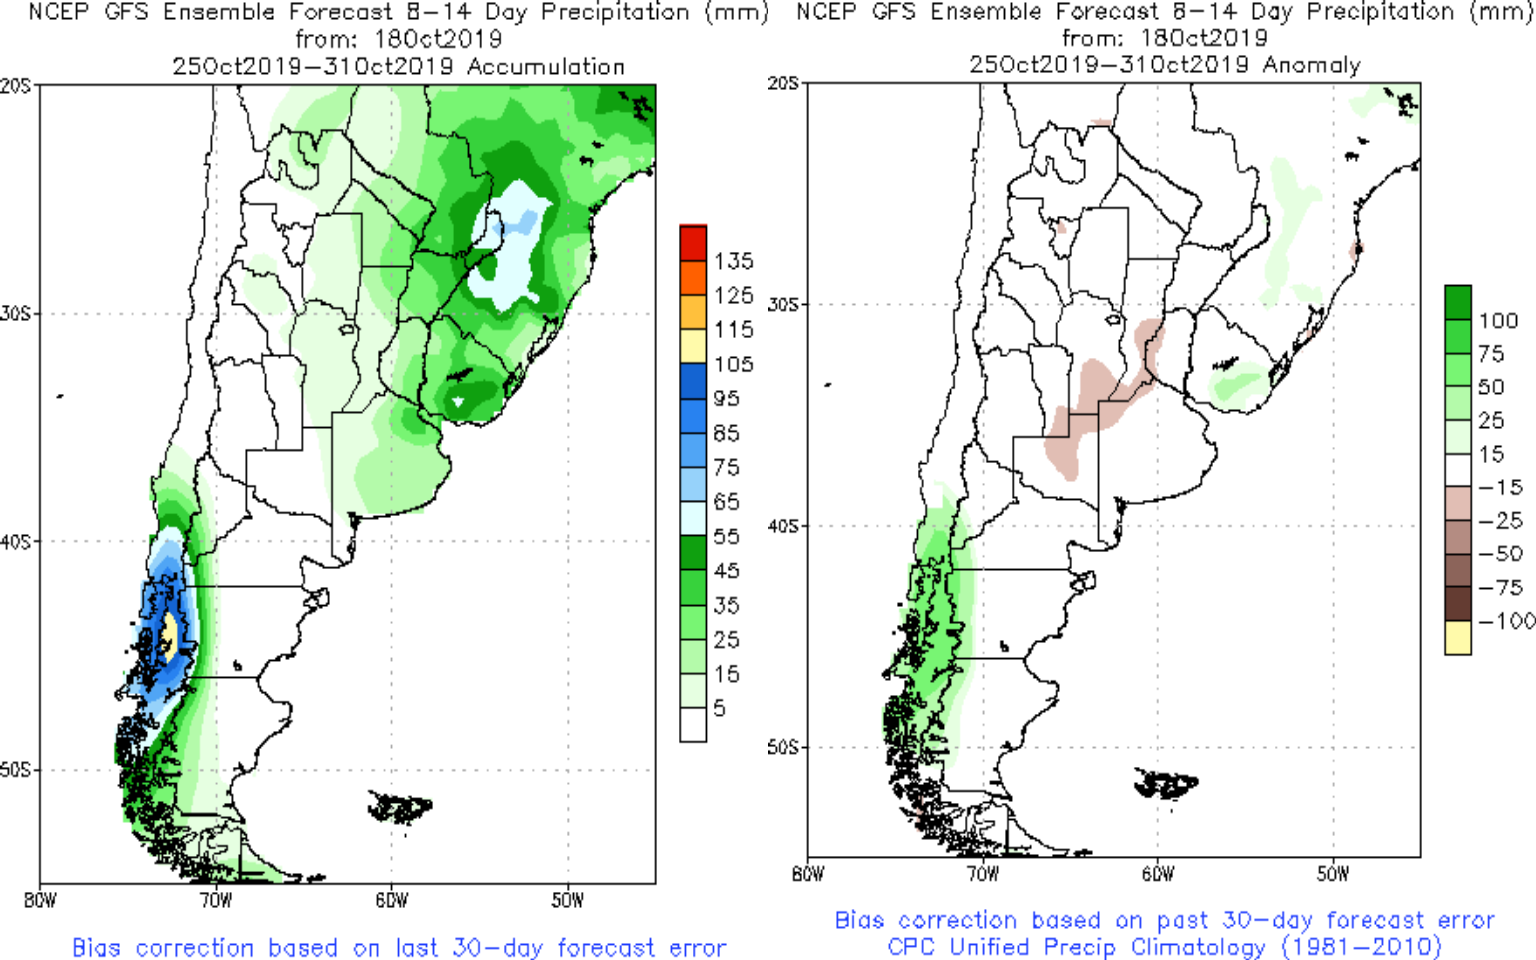 NCEP GFS Ensemble Forecast 8-14 Day Precipitation (mm)
from: 18Oct2019
25Oct2019-31Oct2019 Accumulation
20S
30S
40S
50S
80W 70W 60W 50W
135
125
115
105
95
85
75
65
55
45
35
25
15
5
Bias correction based on last 30-day forecast error
NCEP GFS Ensemble Forecast 8-14 Day Precipitation (mm)
from: 18Oct2019
25Oct2019-31Oct2019 Anomaly
20S
30S
40S
50S
80W 70W 60W 50W
100
75
50
25
15
-15
-25
-50
-75
-100
Bias correction based on past 30-day forecast error
CPC Unified Precip Climatology (1981-2010)